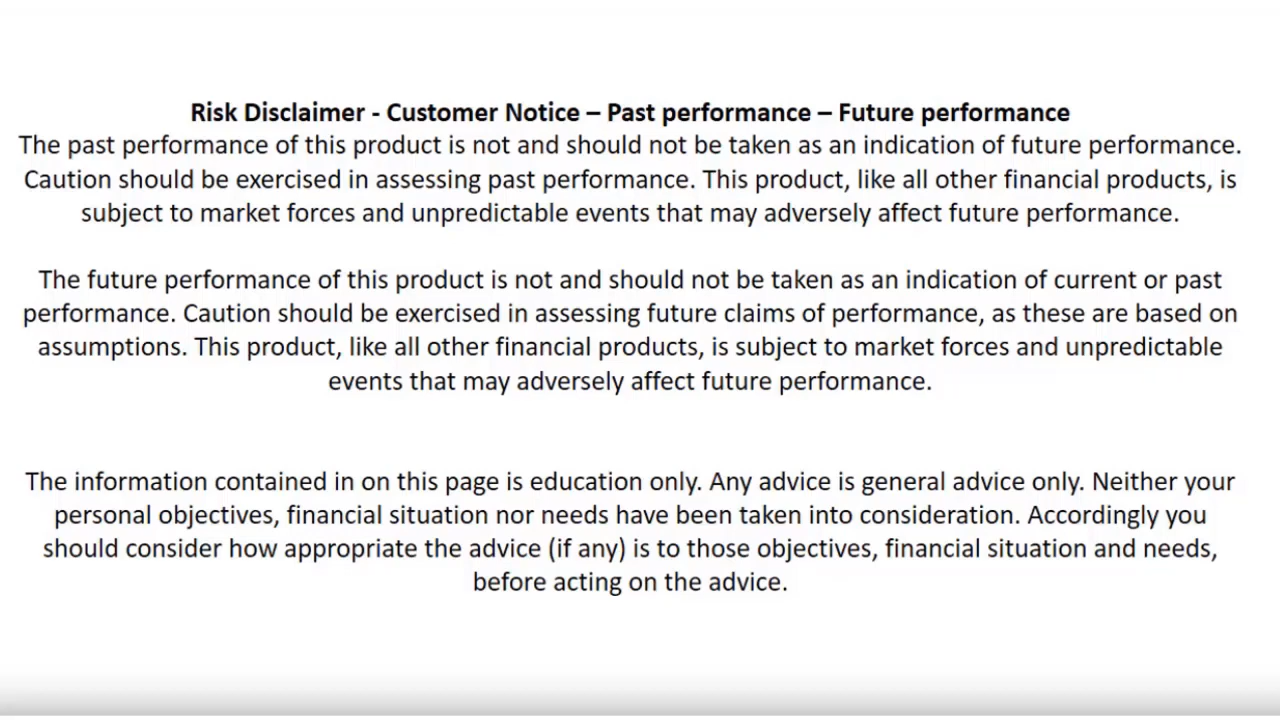 Risk Disclaimer - Customer Notice – Past performance – Future performance
The past performance of this product is not and should not be taken as an indication of future performance.
Caution should be exercised in assessing past performance. This product, like all other financial products, is
subject to market forces and unpredictable events that may adversely affect future performance.
The future performance of this product is not and should not be taken as an indication of current or past
performance. Caution should be exercised in assessing future claims of performance, as these are based on
assumptions. This product, like all other financial products, is subject to market forces and unpredictable
events that may adversely affect future performance.
The information contained in on this page is education only. Any advice is general advice only. Neither your
personal objectives, financial situation nor needs have been taken into consideration. Accordingly you
should consider how appropriate the advice (if any) is to those objectives, financial situation and needs,
before acting on the advice.